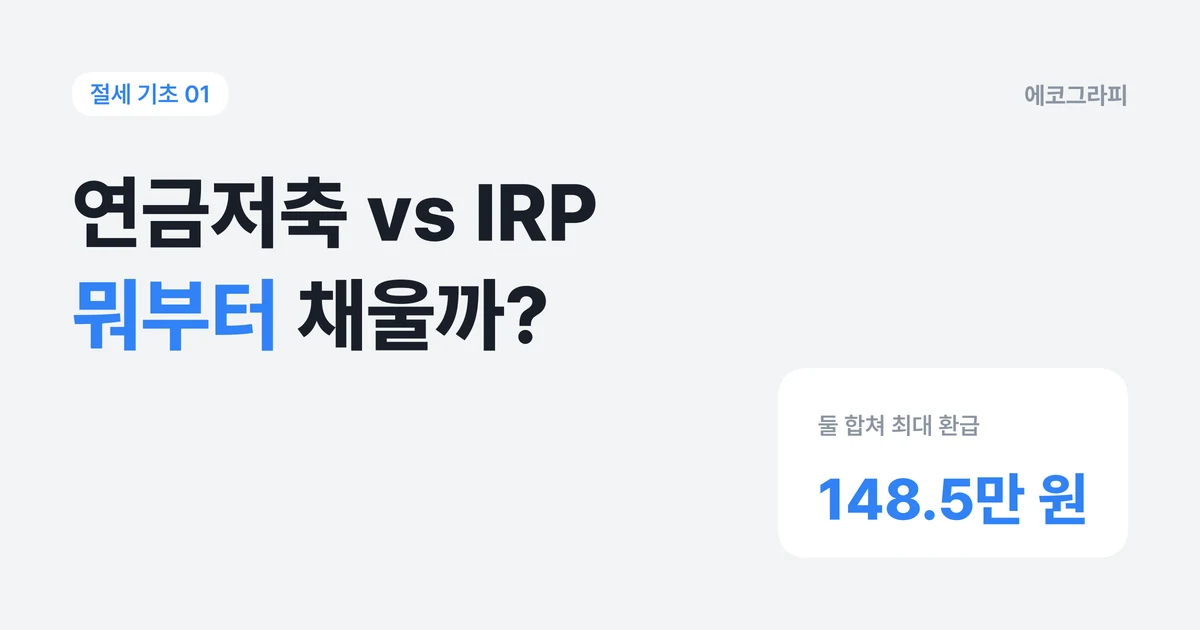 절세 기초 01
에코그라피
연금저축 vs IRP
뭐부터 채울까?
둘 합쳐 최대 환급
148.5만 원